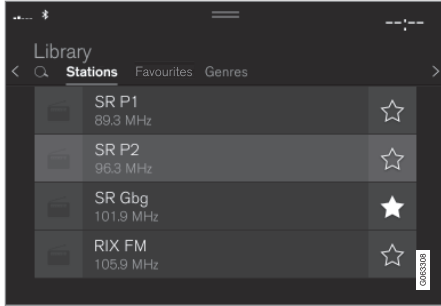 --:--
Library
Stations Favourites Genres
SR P1
89.3 MHz
SR P2
96.3 MHz
SR Gbg
101.9 MHz
RIX FM
105.9 MHz
G063308